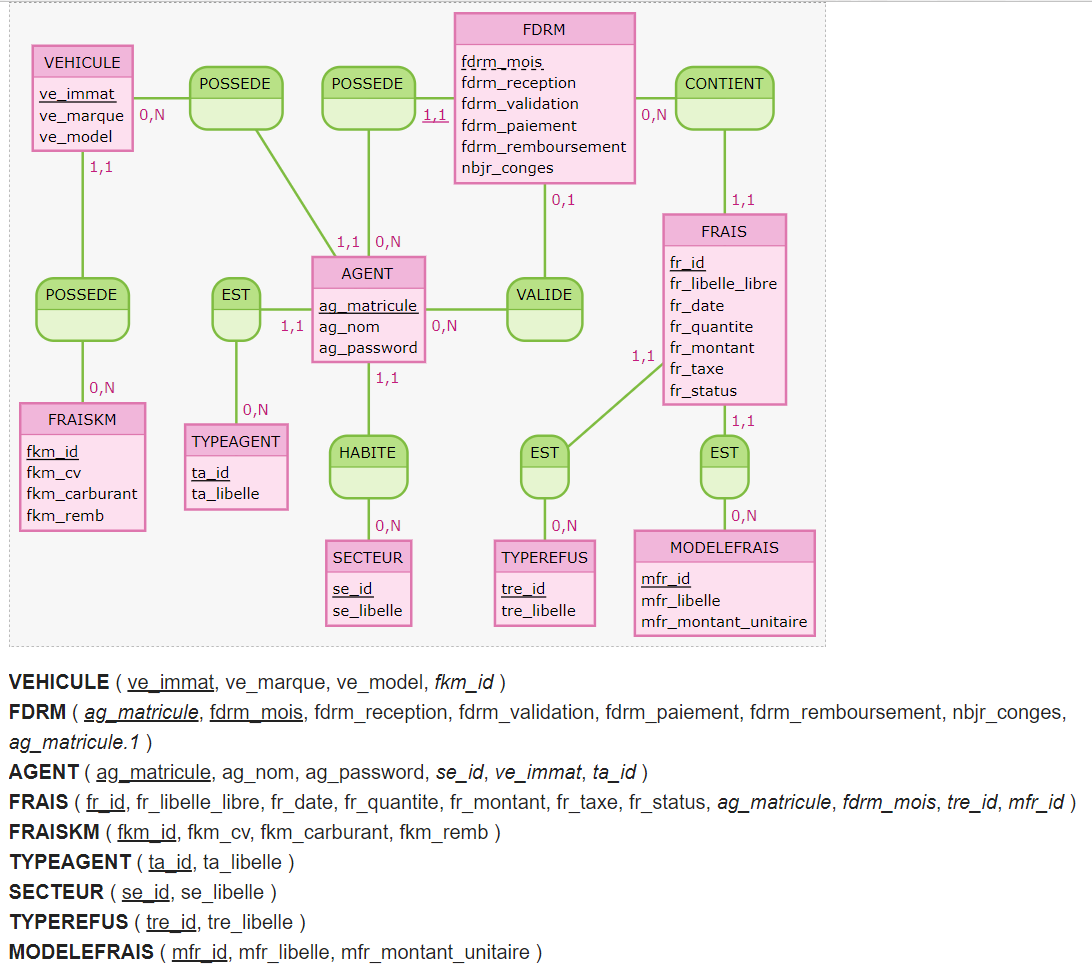 FDRM
VEHICULE
POSSEDE
POSSEDE
CONTIENT
fdrm_mois
fdrm_reception
fdrm_validation
fdrm_paiement
fdrm_remboursement
nbjr_conges
ve_immat
ve_marque
ve_model
0,N
1,1
0,N
1,1
0,1
1,1
1,1
0,N
FRAIS
fr_id
fr_libelle_libre
fr_date
fr_quantite
fr_montant
fr_taxe
fr_status
AGENT
ag_matricule
ag_nom
ag_password
POSSEDE
EST
VALIDE
1,1
0,N
1,1
1,1
1,1
0,N
0,N
FRAISKM
fkm_id
fkm_cv
fkm_carburant
fkm_remb
TYPEAGENT
ta_id
ta_libelle
HABITE
EST
EST
0,N
0,N
0,N
SECTEUR
se_id
se_libelle
TYPEREFUS
tre_id
tre_libelle
MODELEFRAIS
mfr_id
mfr_libelle
mfr_montant_unitaire
VEHICULE ( ve_immat, ve_marque, ve_model, fkm_id )
FDRM ( ag_matricule, fdrm_mois, fdrm_reception, fdrm_validation, fdrm_paiement, fdrm_remboursement, nbjr_conges,
ag_matricule.1 )
AGENT ( ag_matricule, ag_nom, ag_password, se_id, ve_immat, ta_id )
FRAIS ( fr_id, fr_libelle_libre, fr_date, fr_quantite, fr_montant, fr_taxe, fr_status, ag_matricule, fdrm_mois, tre_id, mfr_id )
FRAISKM ( fkm_id, fkm_cv, fkm_carburant, fkm_remb )
TYPEAGENT ( ta_id, ta_libelle )
SECTEUR ( se_id, se_libelle )
TYPEREFUS ( tre_id, tre_libelle )
MODELEFRAIS ( mfr_id, mfr_libelle, mfr_montant_unitaire )